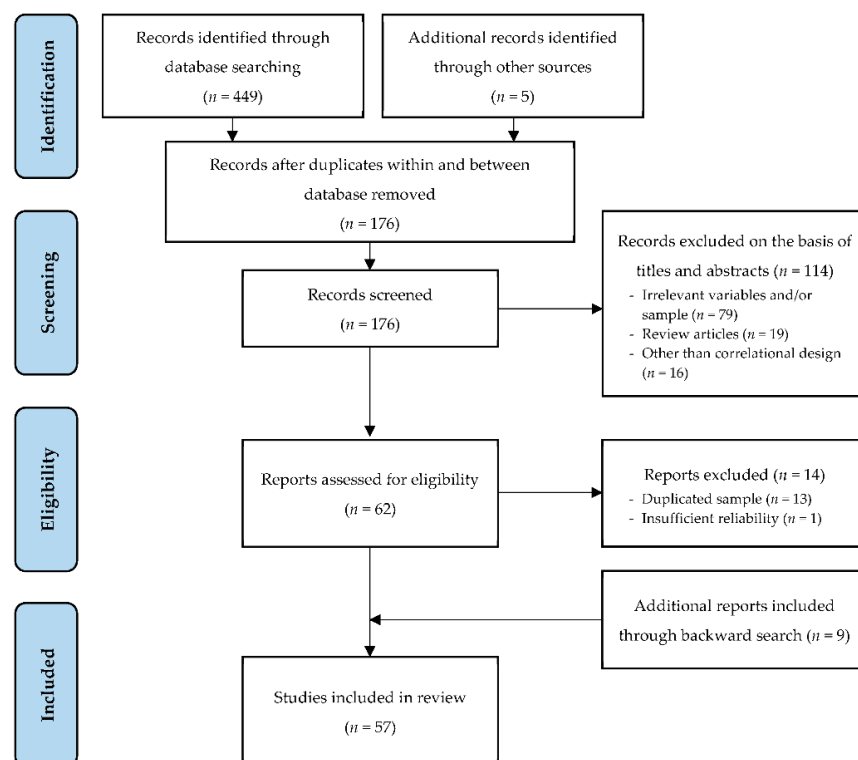 Identification
Records identified through
database searching
(n = 449)
Additional records identified
through other sources
(n = 5)
Records after duplicates within and between
database removed
(n = 176)
Screening
Records screened
(n = 176)
Records excluded on the basis of
titles and abstracts (n = 114)
- Irrelevant variables and/or
sample (n = 79)
- Review articles (n = 19)
- Other than correlational design
(n = 16)
Eligibility
Reports assessed for eligibility
(n = 62)
Reports excluded (n = 14)
- Duplicated sample (n = 13)
- Insufficient reliability (n = 1)
Included
Additional reports included
through backward search (n = 9)
Studies included in review
(n = 57)